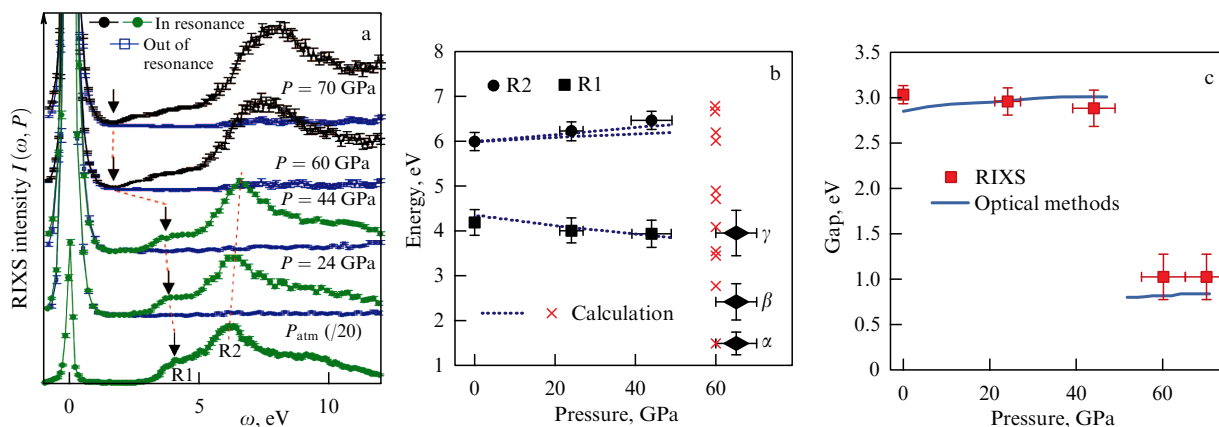 RIXS intensity I (ω, P)
In resonance
Out of
resonance
a
P = 70 GPa
P = 60 GPa
P = 44 GPa
P = 24 GPa
Patm (/20)
R1
R2
0
5
10
ω, eV
Energy, eV
8
7
6
5
4
3
2
1
R2
R1
b
γ
β
α
Calculation
0
20
40
60
Pressure, GPa
Gap, eV
3.5
3.0
2.5
2.0
1.5
1.0
0.5
0
c
RIXS
Optical methods
0
20
40
60
Pressure, GPa